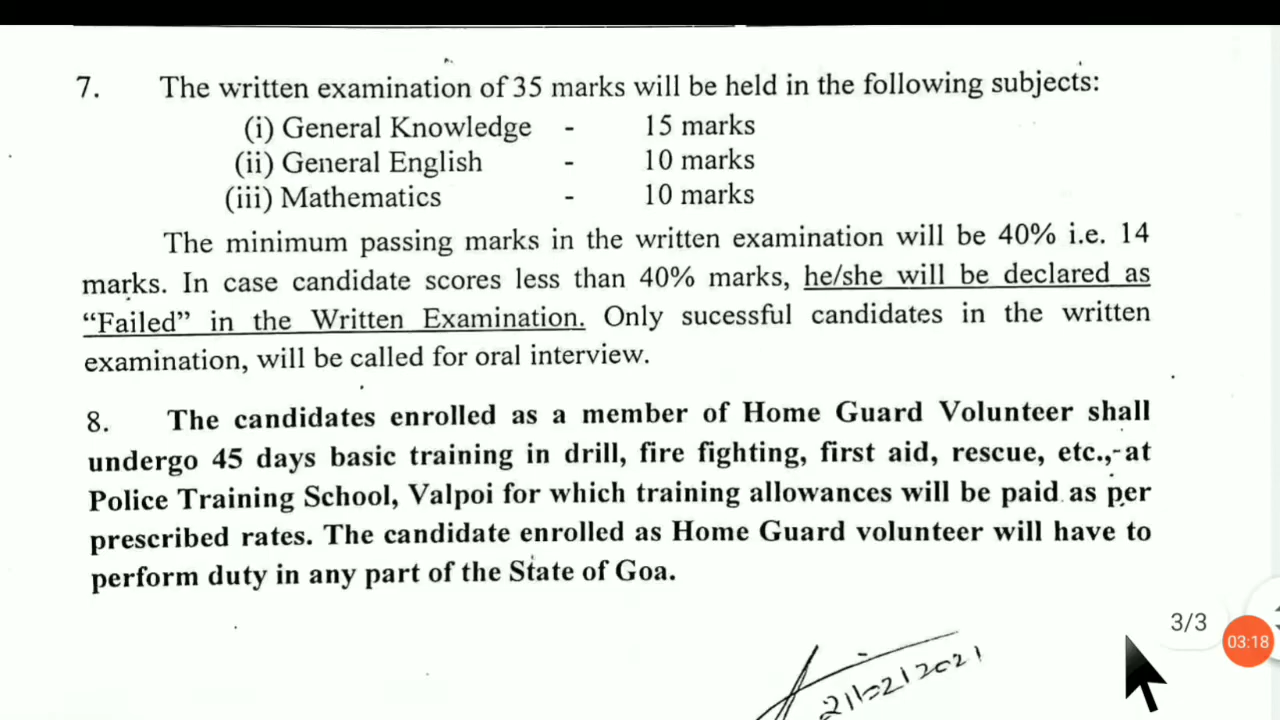 7. The written examination of 35 marks will be held in the following subjects:
(i) General Knowledge - 15 marks
(ii) General English - 10 marks
(iii) Mathematics - 10 marks
The minimum passing marks in the written examination will be 40% i.e. 14
marks. In case candidate scores less than 40% marks, he/she will be declared as
“Failed” in the Written Examination. Only sucessful candidates in the written
examination, will be called for oral interview.
8. The candidates enrolled as a member of Home Guard Volunteer shall
undergo 45 days basic training in drill, fire fighting, first aid, rescue, etc., at
Police Training School, Valpoi for which training allowances will be paid as per
prescribed rates. The candidate enrolled as Home Guard volunteer will have to
perform duty in any part of the State of Goa.
3/3
03:18